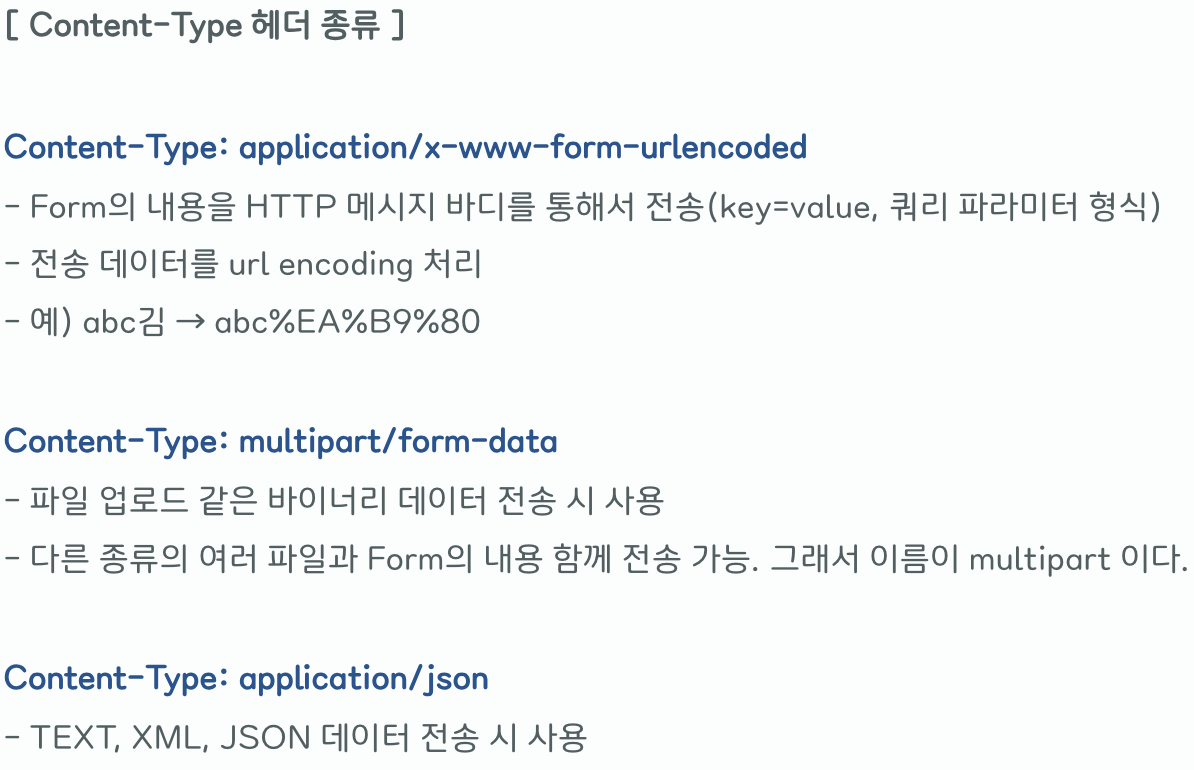 [ Content-Type 헤더 종류 ]
Content-Type: application/x-www-form-urlencoded
- Form의 내용을 HTTP 메시지 바디를 통해서 전송(key=value, 쿼리 파라미터 형식)
- 전송 데이터를 url encoding 처리
- 예) abc김 → abc%EA%B9%80
Content-Type: multipart/form-data
- 파일 업로드 같은 바이너리 데이터 전송 시 사용
- 다른 종류의 여러 파일과 Form의 내용 함께 전송 가능. 그래서 이름이 multipart 이다.
Content-Type: application/json
- TEXT, XML, JSON 데이터 전송 시 사용